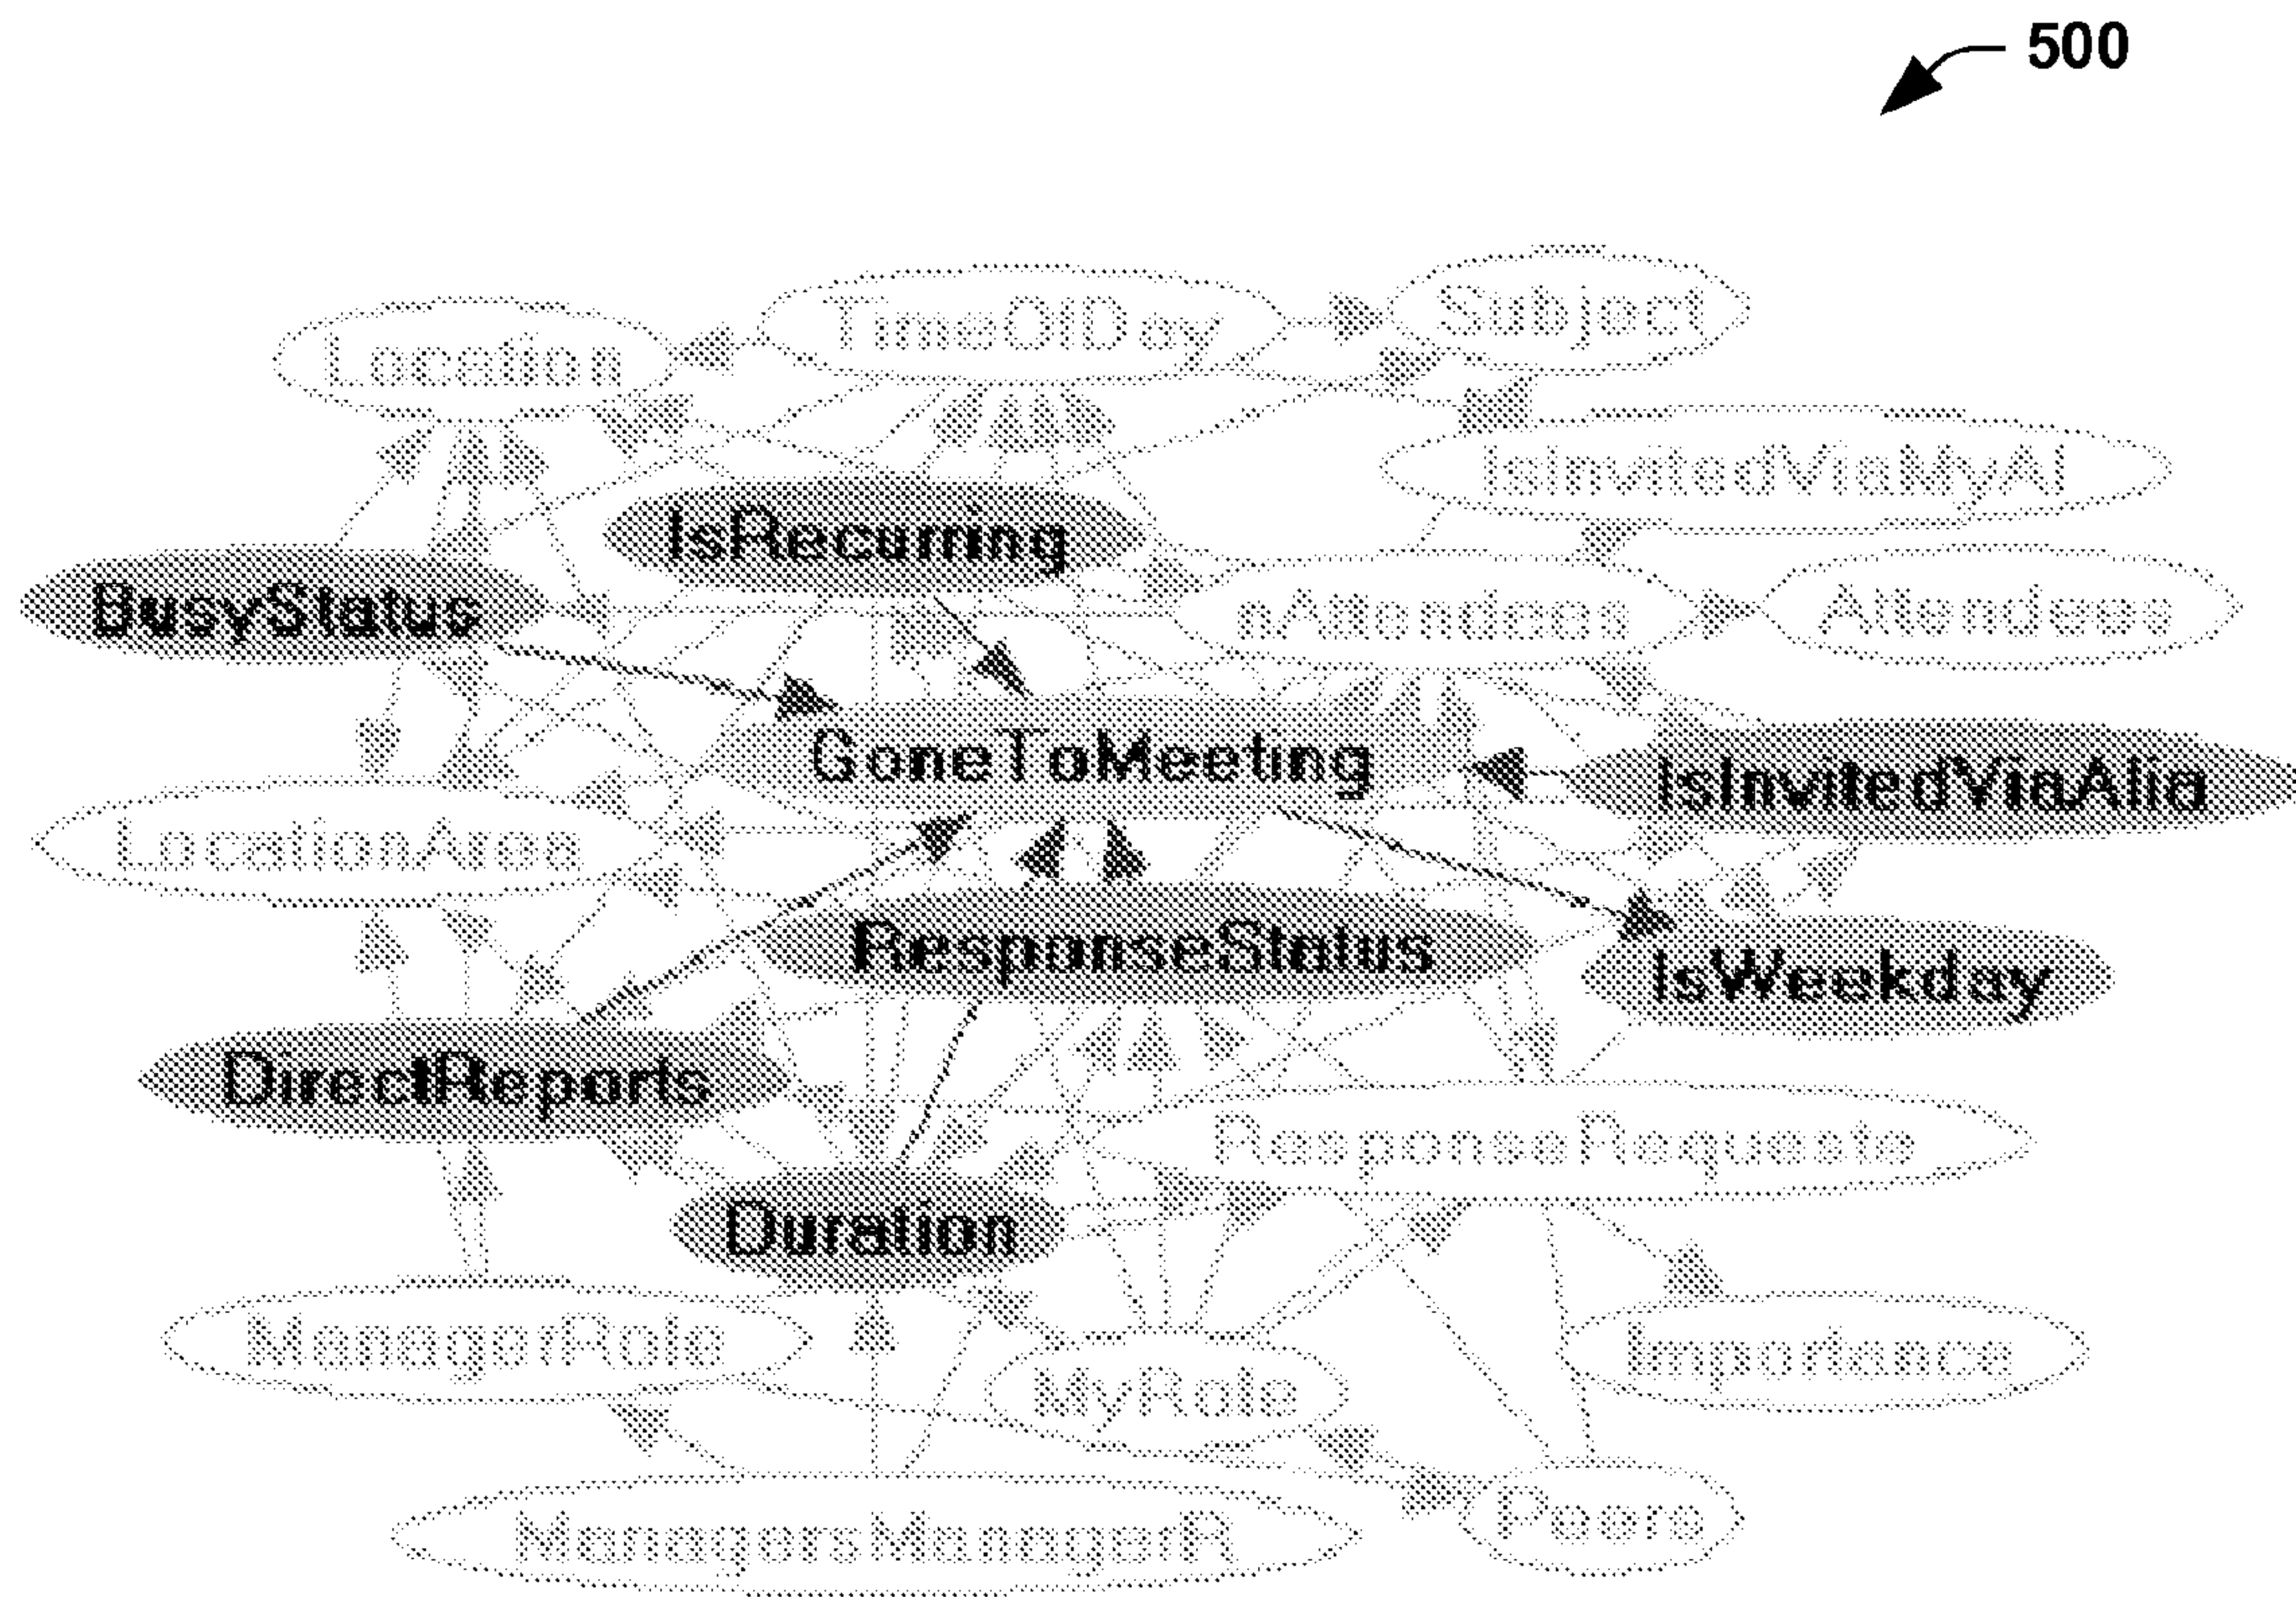 500
TimeOfDay
Subject
Location
IsInvitedViaMyAl
IsRecurring
BusyStatus
nAttendees
Attendees
GoneToMeeting
IsInvitedViaAlia
LocationArea
ResponseStatus
IsWeekday
DirectReports
ResponseRequeste
Duration
ManagerRole
Importance
MyRole
Peers
ManagersManagerR